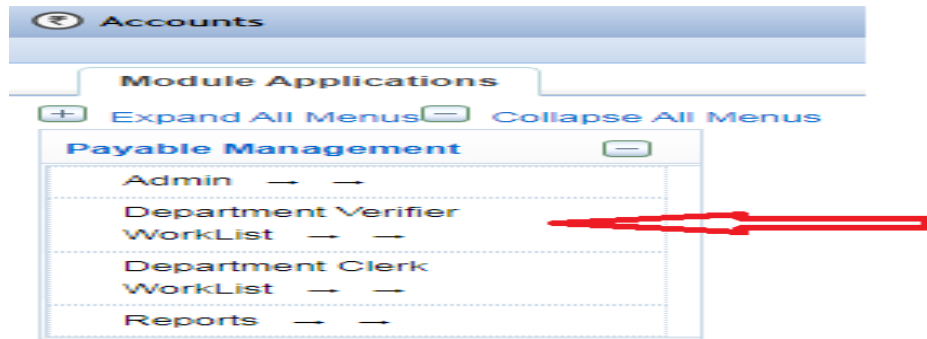 ₹ Accounts
Module Applications
Expand All Menus Collapse All Menus
Payable Management
Admin → →
Department Verifier
WorkList → →
Department Clerk
WorkList → →
Reports → →